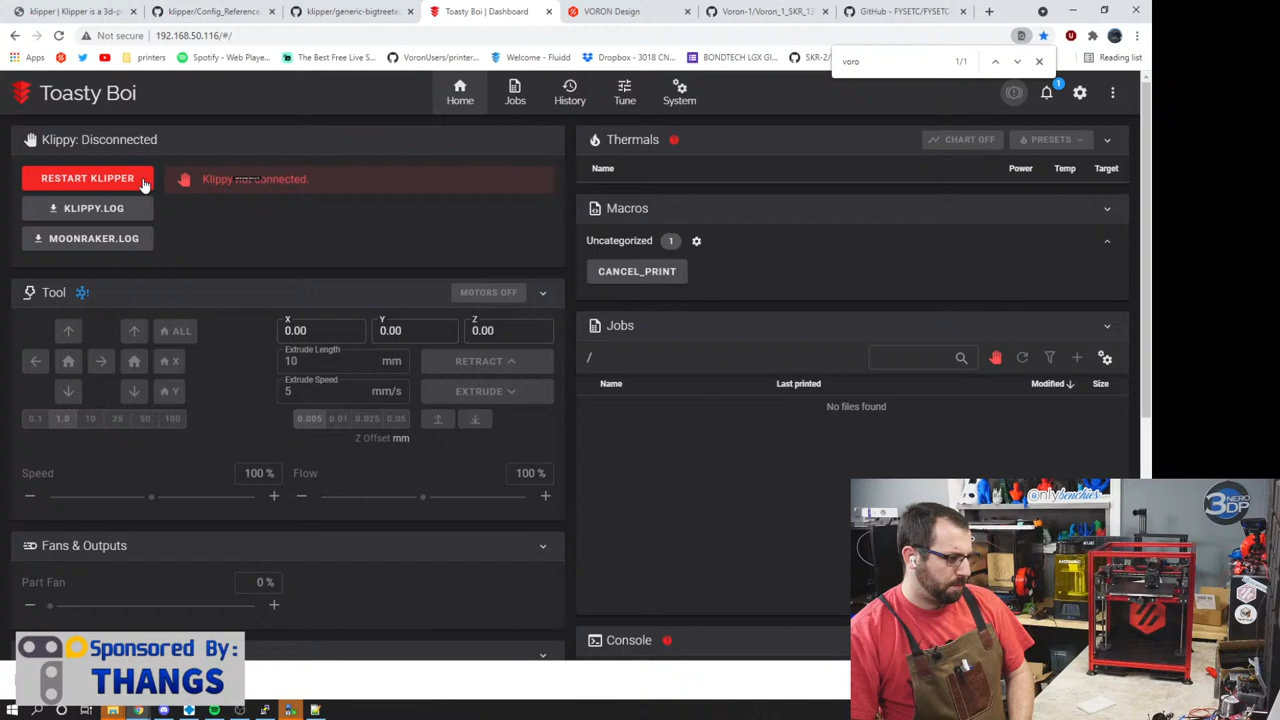 klipper | Klipper is a 3d-p
klipper/Config_Reference
klipper/generic-bigtreete
Toasty Boi | Dashboard
VORON Design
Voron-1/Voron_1_SKR_13
GitHub - FYSETC/FYSETC-
Not secure
192.168.50.116/#/
Apps
printers
Spotify - Web Playe...
The Best Free Live S...
VoronUsers/printer...
Welcome - Fluidd
Dropbox - 3018 CN...
BONDTECH LGX Gi...
SKR-2/
Reading list
voro
1/1
Toasty Boi
Home
Jobs
History
Tune
System
1
Klippy: Disconnected
RESTART KLIPPER
Klippy not connected.
KLIPPY.LOG
MOONRAKER.LOG
Tool
MOTORS OFF
ALL
X
Y
X
0.00
Y
0.00
Z
0.00
Extrude Length
10
mm
RETRACT
Extrude Speed
5
mm/s
EXTRUDE
0.1
1.0
10
25
50
100
0.005
0.01
0.025
0.05
Z Offset mm
Speed
100 %
Flow
100 %
Fans & Outputs
Part Fan
0 %
Thermals
CHART OFF
PRESETS
Name
Power
Temp
Target
Macros
Uncategorized
1
CANCEL_PRINT
Jobs
/
Name
Last printed
Modified
Size
No files found
Console
Sponsored By:
THANGS
onlybenchies
NERO
3DP